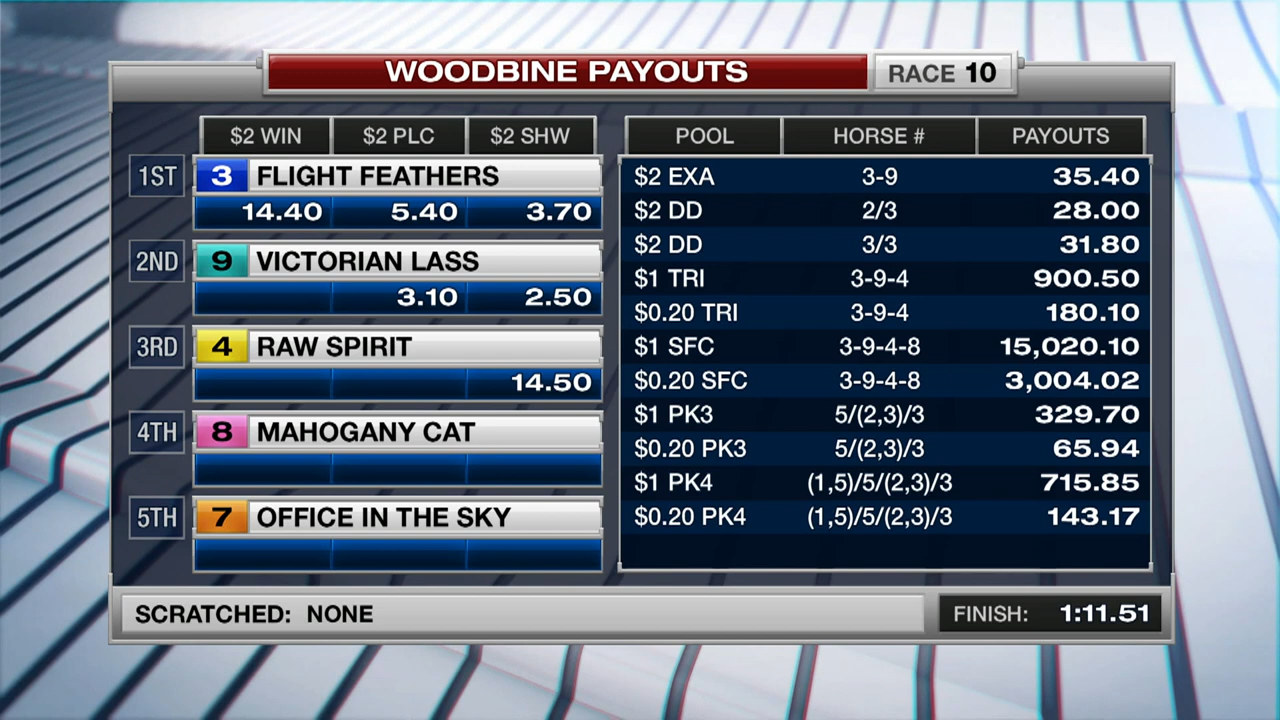 WOODBINE PAYOUTS
RACE 10
$2 WIN $2 PLC $2 SHW
1ST 3 FLIGHT FEATHERS
14.40 5.40 3.70
2ND 9 VICTORIAN LASS
3.10 2.50
3RD 4 RAW SPIRIT
14.50
4TH 8 MAHOGANY CAT
5TH 7 OFFICE IN THE SKY
POOL HORSE # PAYOUTS
$2 EXA 3-9 35.40
$2 DD 2/3 28.00
$2 DD 3/3 31.80
$1 TRI 3-9-4 900.50
$0.20 TRI 3-9-4 180.10
$1 SFC 3-9-4-8 15,020.10
$0.20 SFC 3-9-4-8 3,004.02
$1 PK3 5/(2,3)/3 329.70
$0.20 PK3 5/(2,3)/3 65.94
$1 PK4 (1,5)/5/(2,3)/3 715.85
$0.20 PK4 (1,5)/5/(2,3)/3 143.17
SCRATCHED: NONE
FINISH: 1:11.51